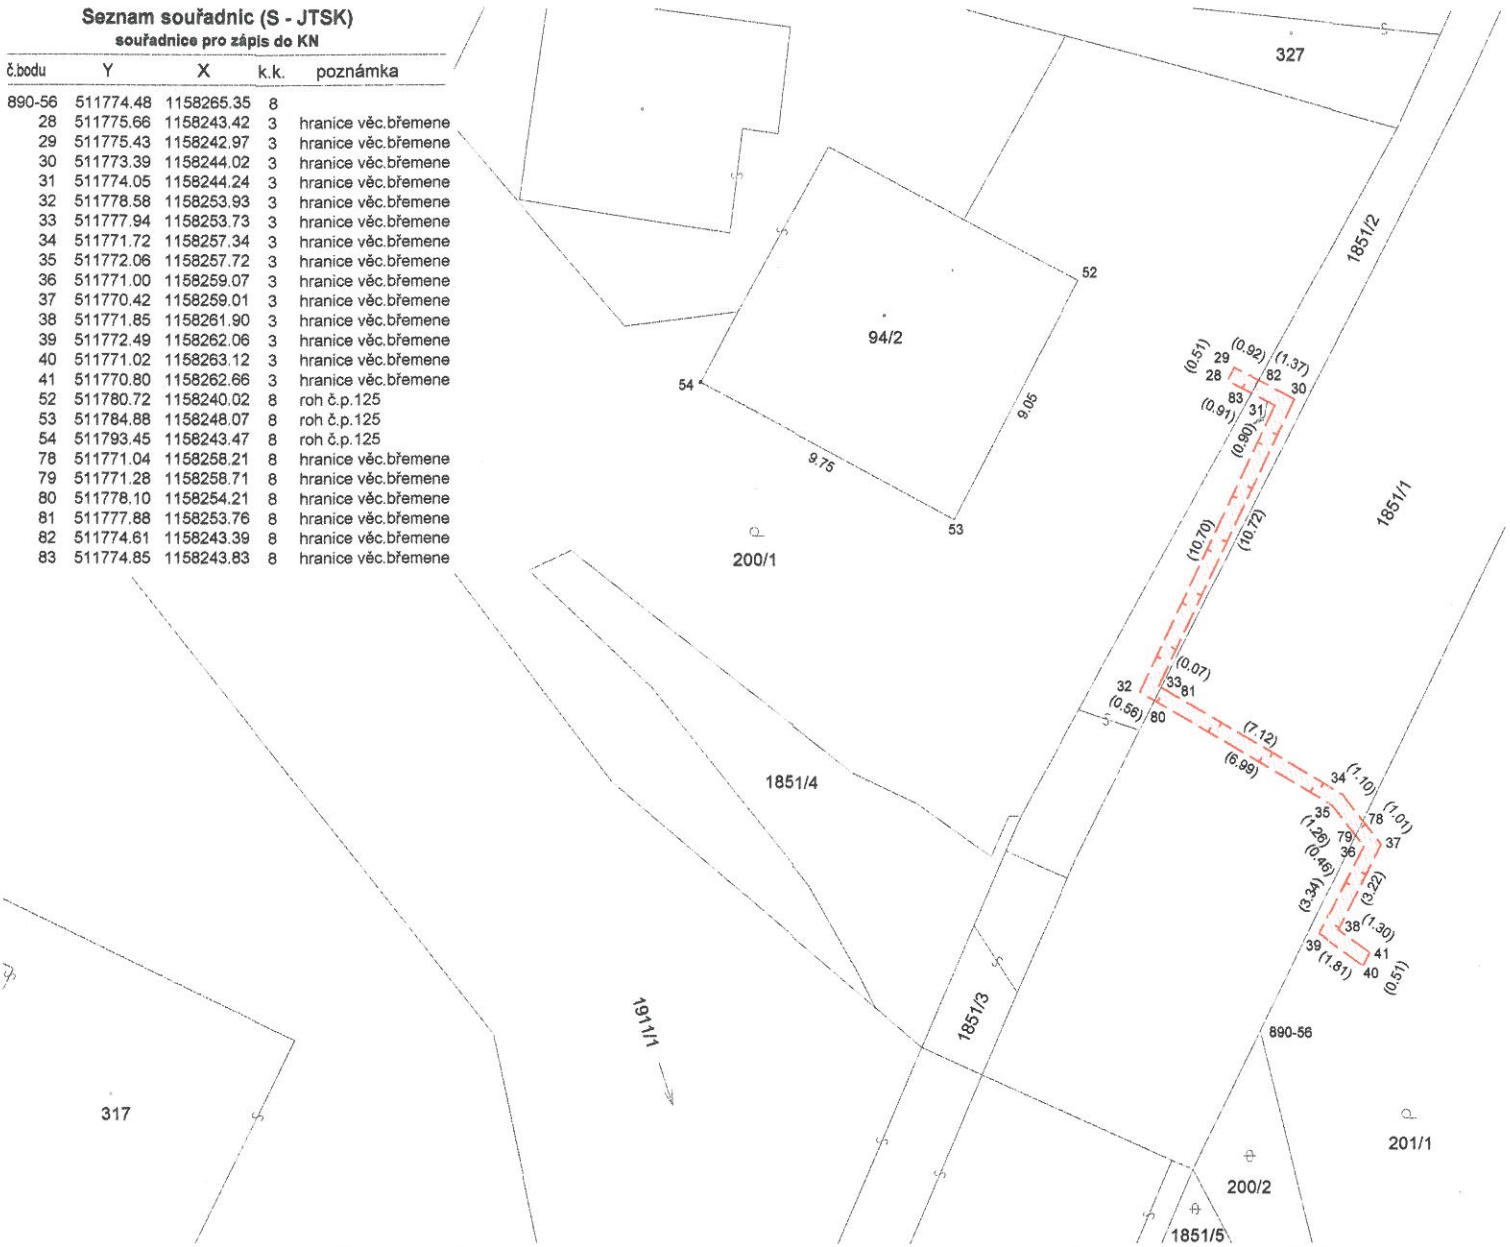 Seznam souřadnic (S - JTSK)
souřadnice pro zápis do KN
č.bodu Y X k.k. poznámka
890-56 511774.48 1158265.35 8
28 511775.66 1158243.42 3 hranice věc.břemene
29 511775.43 1158242.97 3 hranice věc.břemene
30 511773.39 1158244.02 3 hranice věc.břemene
31 511774.05 1158244.24 3 hranice věc.břemene
32 511778.58 1158253.93 3 hranice věc.břemene
33 511777.94 1158253.73 3 hranice věc.břemene
34 511771.72 1158257.34 3 hranice věc.břemene
35 511772.06 1158257.72 3 hranice věc.břemene
36 511771.00 1158259.07 3 hranice věc.břemene
37 511770.42 1158259.01 3 hranice věc.břemene
38 511771.85 1158261.90 3 hranice věc.břemene
39 511772.49 1158262.06 3 hranice věc.břemene
40 511771.02 1158263.12 3 hranice věc.břemene
41 511770.80 1158262.66 3 hranice věc.břemene
52 511780.72 1158240.02 8 roh č.p.125
53 511784.88 1158248.07 8 roh č.p.125
54 511793.45 1158243.47 8 roh č.p.125
78 511771.04 1158258.21 8 hranice věc.břemene
79 511771.28 1158258.71 8 hranice věc.břemene
80 511778.10 1158254.21 8 hranice věc.břemene
81 511777.88 1158253.76 8 hranice věc.břemene
82 511774.61 1158243.39 8 hranice věc.břemene
83 511774.85 1158243.83 8 hranice věc.břemene
327
1851/2
52
94/2
54
9.05
9.75
53
200/1
(0.51)
29
(0.92)
(1.37)
28
82
30
83
(0.91)
31
(0.90)
1851/1
(10.70)
(10.72)
(0.07)
32
33
81
(0.56)
80
(7.12)
(6.99)
34
(1.10)
1851/4
35
78
(1.01)
(1.26)
79
37
36
(0.46)
(3.34)
(3.22)
38
(1.30)
39
41
(1.81)
40
(0.51)
1911/1
1851/3
890-56
317
201/1
200/2
1851/5